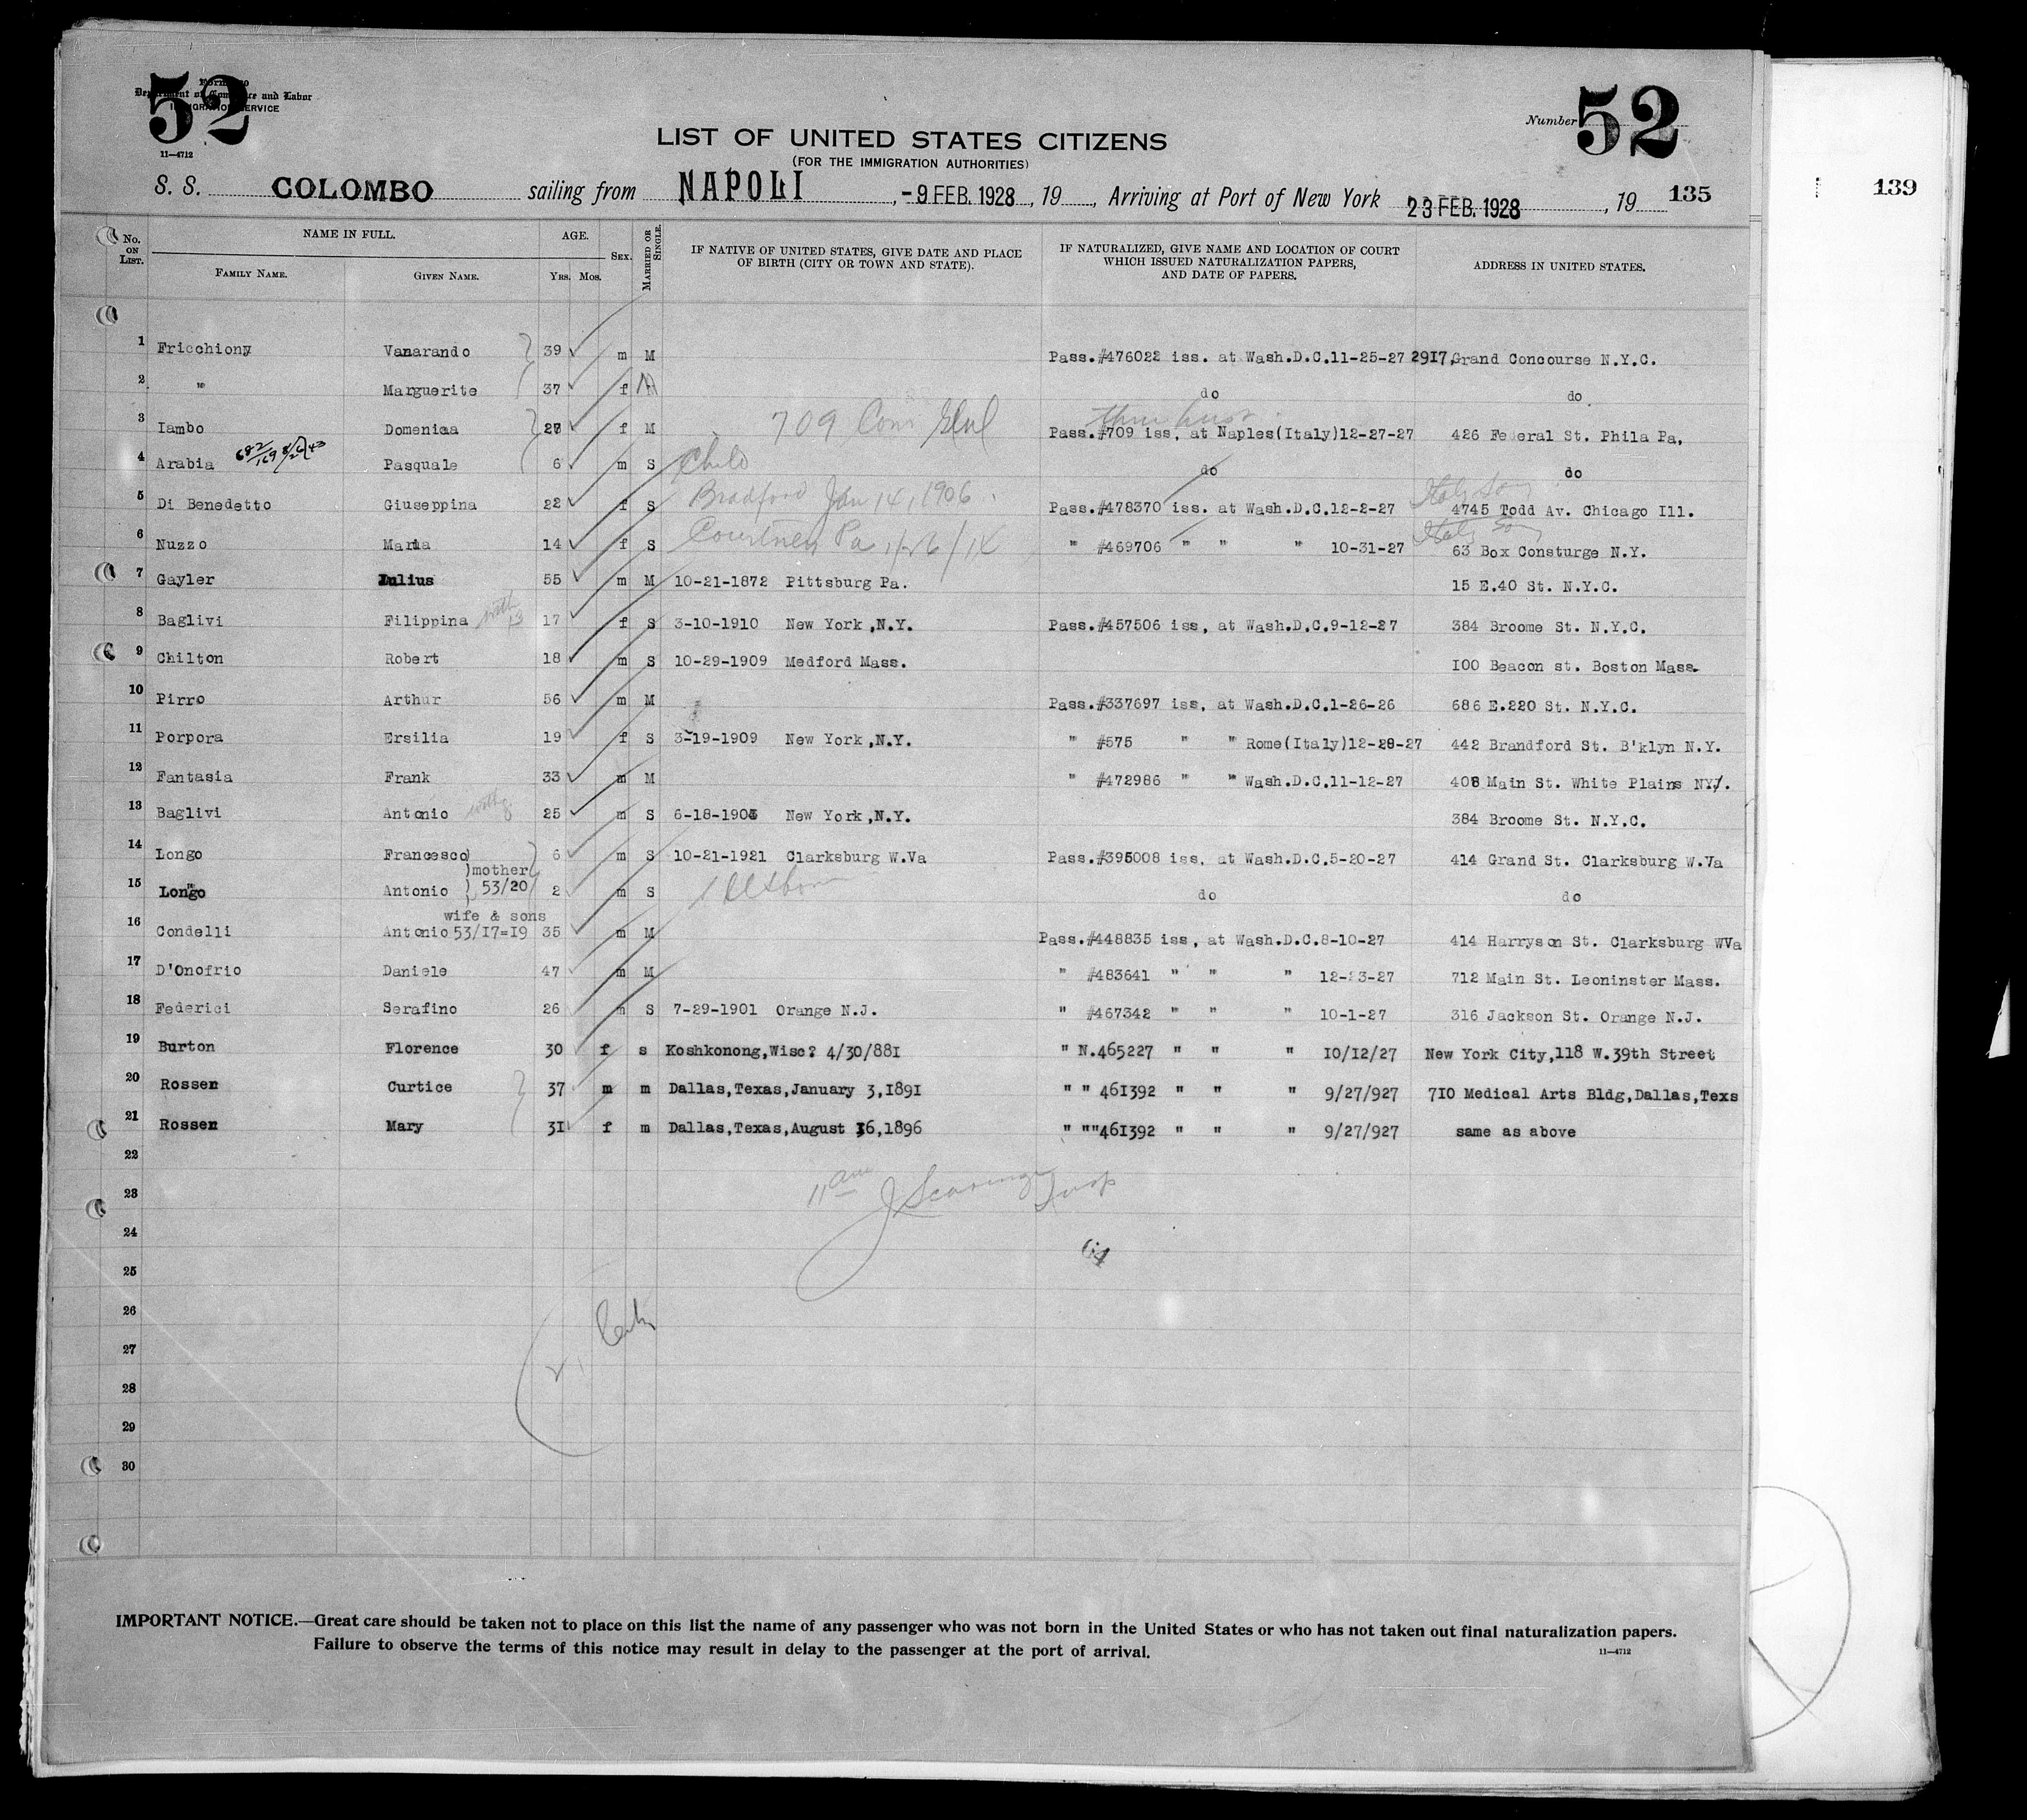 52
Department of Commerce and Labor
IMMIGRATION SERVICE
11—4712
Number 52
LIST OF UNITED STATES CITIZENS
(FOR THE IMMIGRATION AUTHORITIES)
S. S. COLOMBO sailing from NAPOLI, -9 FEB. 1928, 19, Arriving at Port of New York 23 FEB. 1928, 19 135
139
No. ON LIST. NAME IN FULL. AGE. SEX. MARRIED OR SINGLE. IF NATIVE OF UNITED STATES, GIVE DATE AND PLACE OF BIRTH (CITY OR TOWN AND STATE). IF NATURALIZED, GIVE NAME AND LOCATION OF COURT WHICH ISSUED NATURALIZATION PAPERS, AND DATE OF PAPERS. ADDRESS IN UNITED STATES.
FAMILY NAME. GIVEN NAME. YRS. MOS.
1 Fricchiony Vanarando 39 m M Pass.#476022 iss. at Wash.D.C.11-25-27 2917,Grand Concourse N.Y.C.
2 " Marguerite 37 f M do do
3 Iambo Domenica f M 709 Pass.#709 iss, at Naples(Italy)12-27-27 426 Federal St. Phila Pa,
4 Arabia Pasquale 6 m S Child do do
5 Di Benedetto Giuseppina 22 f S Bradford Jan 14, 1906 Pass.#478370 iss. at Wash.D.C.12-2-27 4745 Todd Av. Chicago Ill.
6 Nuzzo Maria 14 f S Courtney Pa " #469706 " " " 10-31-27 63 Box Consturge N.Y.
7 Gayler Iulius 55 m M 10-21-1872 Pittsburg Pa. 15 E.40 St. N.Y.C.
8 Baglivi Filippina with 13 17 f S 3-10-1910 New York,N.Y. Pass.#457506 iss, at Wash.D.C.9-12-27 384 Broome St. N.Y.C.
9 Chilton Robert 18 m S 10-29-1909 Medford Mass. 100 Beacon st. Boston Mass.
10 Pirro Arthur 56 m M Pass.#337697 iss, at Wash.D.C.1-26-26 686 E.220 St. N.Y.C.
11 Porpora Ersilia 19 f S 3-19-1909 New York,N.Y. " #575 " " Rome(Italy)12-28-27 442 Brandford St. B'klyn N.Y.
12 Fantasia Frank 33 m M " #472986 " " Wash.D.C.11-12-27 408 Main St. White Plains NY/.
13 Baglivi Antonio with 8 25 m S 6-18-190 New York,N.Y. 384 Broome St. N.Y.C.
14 Longo Francesco 6 m S 10-21-1921 Clarksburg W.Va Pass.#395008 iss, at Wash.D.C.5-20-27 414 Grand St. Clarksburg W.Va
mother
15 Longo Antonio 53/20 2 m S do do
wife & sons
16 Condelli Antonio 53/17=19 35 m M Pass.#448835 iss, at Wash.D.C.8-10-27 414 Harryson St. Clarksburg WVa
17 D'Onofrio Daniele 47 m M " #483641 " " " 12-23-27 712 Main St. Leoninster Mass.
18 Federici Serafino 26 m S 7-29-1901 Orange N.J. " #467342 " " " 10-1-27 316 Jackson St. Orange N.J.
19 Burton Florence 30 f s Koshkonong,Wisc? 4/30/881 " N.465227 " " " 10/12/27 New York City,118 W.39th Street
20 Rossen Curtice 37 m m Dallas,Texas,January 3,1891 " " 461392 " " " 9/27/927 710 Medical Arts Bldg,Dallas,Texs
21 Rossen Mary 31 f m Dallas,Texas,August 16,1896 " ""461392 " " " 9/27/927 same as above
22
23
24
25
26
27
28
29
30
IMPORTANT NOTICE.—Great care should be taken not to place on this list the name of any passenger who was not born in the United States or who has not taken out final naturalization papers.
Failure to observe the terms of this notice may result in delay to the passenger at the port of arrival.
11—4712